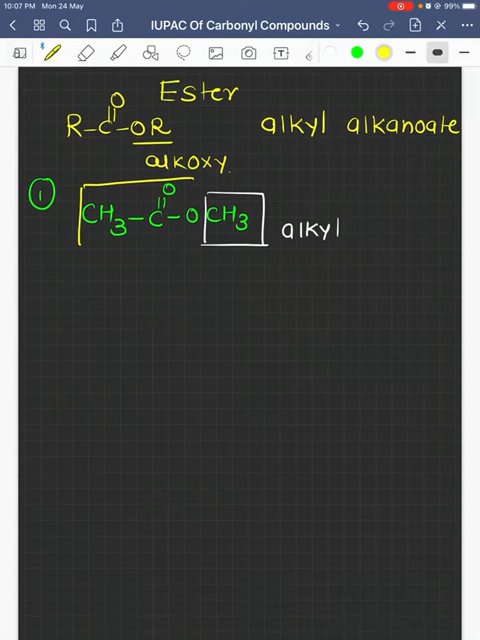 10:07 PM Mon 24 May 99%
IUPAC Of Carbonyl Compounds
Ester
O
R-C-OR alkyl alkanoate
alkoxy.
① O
CH3-C-O CH3 alkyl